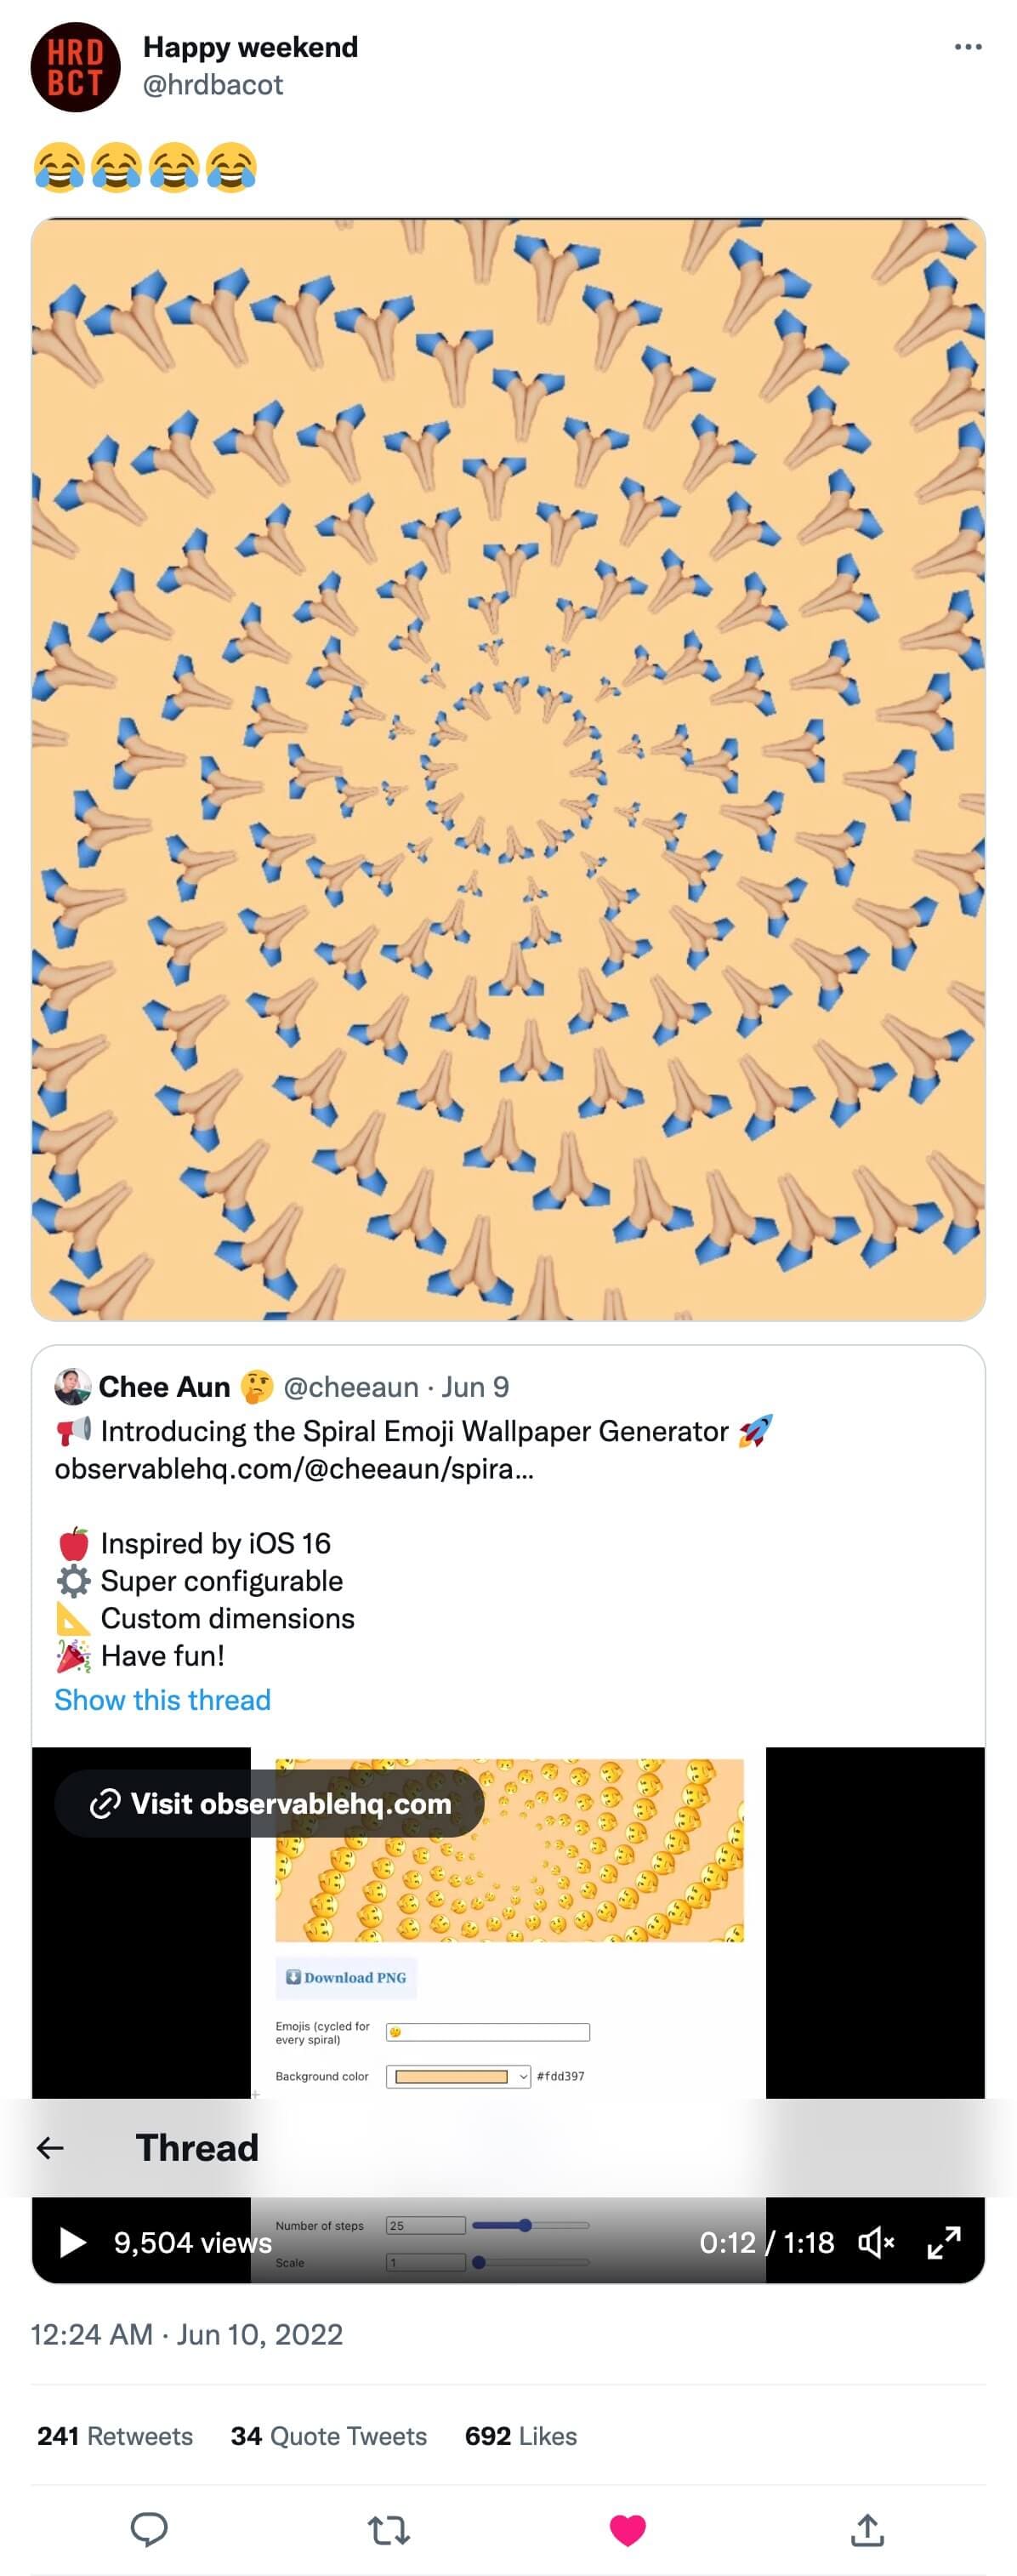 HRD
BCT
Happy weekend
@hrdbacot
😂😂😂😂
Chee Aun 🤔 @cheeaun · Jun 9
📢 Introducing the Spiral Emoji Wallpaper Generator 🚀
observablehq.com/@cheeaun/spira…
🍎 Inspired by iOS 16
⚙️ Super configurable
📐 Custom dimensions
🎉 Have fun!
Show this thread
Visit observablehq.com
⬇️ Download PNG
Emojis (cycled for
every spiral)
🤔
Background color
#fdd397
← Thread
Number of steps 25
9,504 views
0:12 / 1:18
Scale 1
12:24 AM · Jun 10, 2022
241 Retweets 34 Quote Tweets 692 Likes